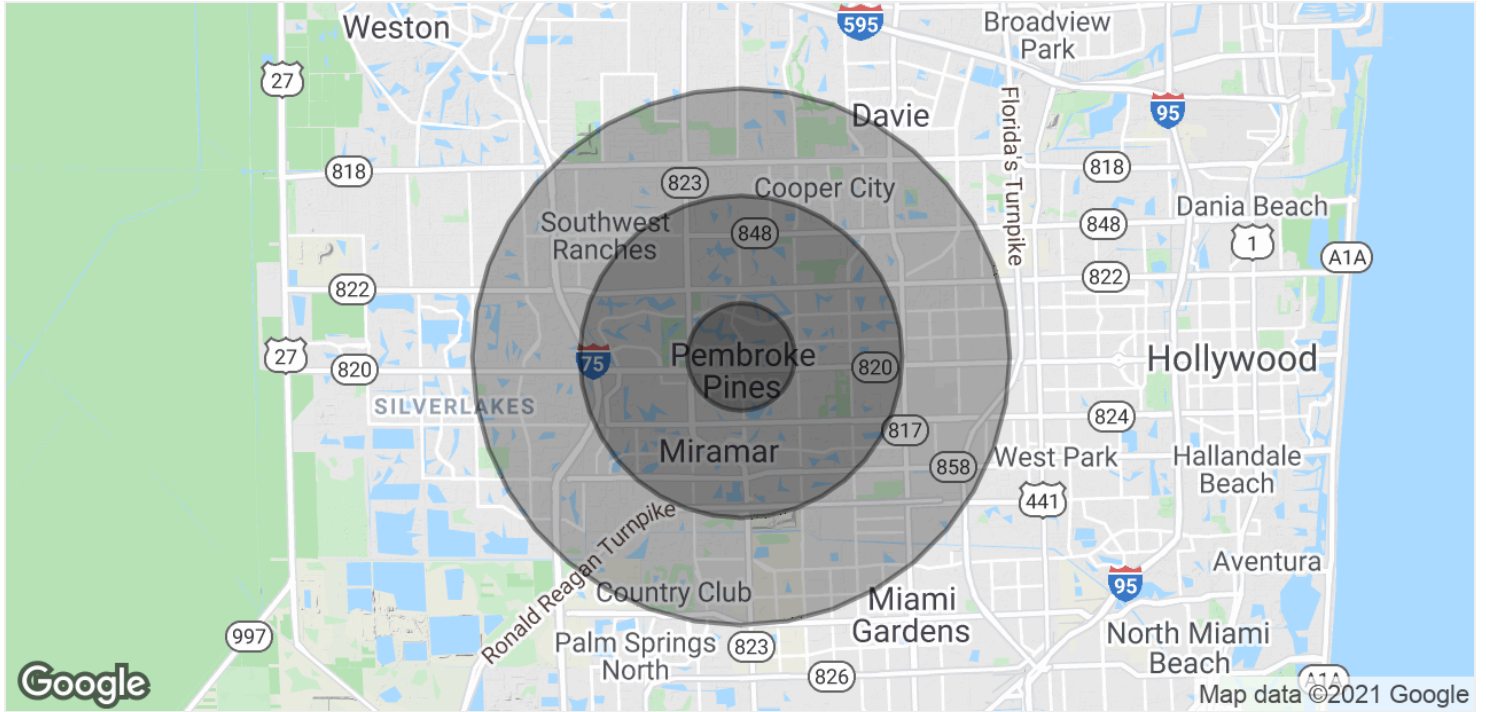 Weston
595
Broadview
Park
27
Davie
95
Florida's Turnpike
818
823
Cooper City
818
Southwest
Ranches
848
Dania Beach
848
1
A1A
822
822
27
820
75
Pembroke
Pines
820
Hollywood
SILVERLAKES
824
817
Miramar
858
West Park
Hallandale
Beach
441
Ronald Reagan Turnpike
Aventura
95
Country Club
Miami
Gardens
997
Palm Springs
North
823
826
North Miami
Beach
A1A
Google
Map data ©2021 Google